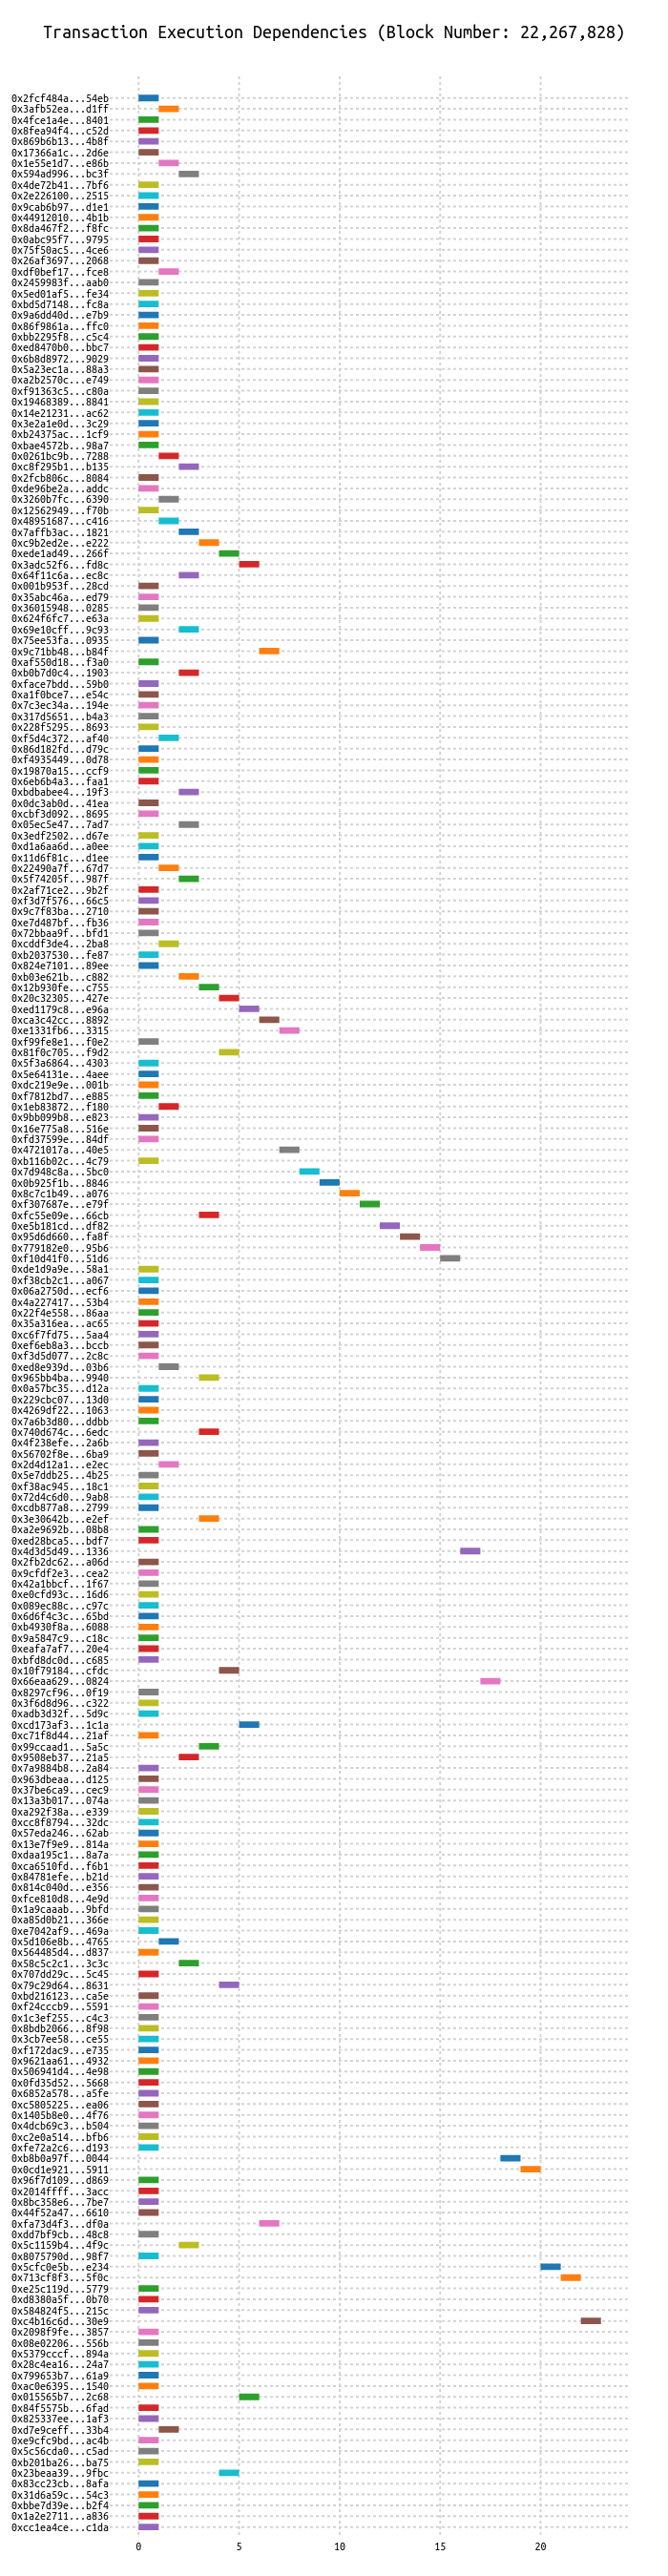 Transaction Execution Dependencies (Block Number: 22,267,828)
0x2fcf484a...54eb
0x3afb52ea...d1ff
0x4fce1a4e...8401
0x8fea94f4...c52d
0x869b6b13...4b8f
0x17366a1c...2d6e
0x1e55e1d7...e86b
0x594ad996...bc3f
0x4de72b41...7bf6
0x2e226100...2515
0x9cab6b97...d1e1
0x44912010...4b1b
0x8da467f2...f8fc
0x0abc95f7...9795
0x75f50ac5...4ce6
0x26af3697...2068
0xdf0bef17...fce8
0x2459983f...aab0
0x5ed01af5...fe34
0xbd5d7148...fc8a
0x9a6dd40d...e7b9
0x86f9861a...ffc0
0xbb2295f8...c5c4
0xed8470b0...bbc7
0x6b8d8972...9029
0x5a23ec1a...88a3
0xa2b2570c...e749
0xf91363c5...c80a
0x19468389...8841
0x14e21231...ac62
0x3e2a1e0d...3c29
0xb24375ac...1cf9
0xbae4572b...98a7
0x0261bc9b...7288
0xc8f295b1...b135
0x2fcb806c...8084
0xde96be2a...addc
0x3260b7fc...6390
0x12562949...f70b
0x48951687...c416
0x7affb3ac...1821
0xc9b2ed2e...e222
0xede1ad49...266f
0x3adc52f6...fd8c
0x64f11c6a...ec8c
0x001b953f...28cd
0x35abc46a...ed79
0x36015948...0285
0x624f6fc7...e63a
0x69e10cff...9c93
0x75ee53fa...0935
0x9c71bb48...b84f
0xaf550d18...f3a0
0xb0b7d0c4...1903
0xface7bdd...59b0
0xa1f0bce7...e54c
0x7c3ec34a...194e
0x317d5651...b4a3
0x228f5295...8693
0xf5d4c372...af40
0x86d182fd...d79c
0xf4935449...0d78
0x19870a15...ccf9
0x6eb6b4a3...faa1
0xbdbabee4...19f3
0x0dc3ab0d...41ea
0xcbf3d092...8695
0x05ec5e47...7ad7
0x3edf2502...d67e
0xd1a6aa6d...a0ee
0x11d6f81c...d1ee
0x22490a7f...67d7
0x5f74205f...987f
0x2af71ce2...9b2f
0xf3d7f576...66c5
0x9c7f83ba...2710
0xe7d487bf...fb36
0x72bbaa9f...bfd1
0xcddf3de4...2ba8
0xb2037530...fe87
0x824e7101...89ee
0xb03e621b...c882
0x12b930fe...c755
0x20c32305...427e
0xed1179c8...e96a
0xca3c42cc...8892
0xe1331fb6...3315
0xf99fe8e1...f0e2
0x81f0c705...f9d2
0x5f3a6864...4303
0x5e64131e...4aee
0xdc219e9e...001b
0xf7812bd7...e885
0x1eb83872...f180
0x9bb099b8...e823
0x16e775a8...516e
0xfd37599e...84df
0x4721017a...40e5
0xb116b02c...4c79
0x7d948c8a...5bc0
0x0b925f1b...8846
0x8c7c1b49...a076
0xf307687e...e79f
0xfc55e09e...66cb
0xe5b181cd...df82
0x95d6d660...fa8f
0x779182e0...95b6
0xf10d41f0...51d6
0xde1d9a9e...58a1
0xf38cb2c1...a067
0x06a2750d...ecf6
0x4a227417...53b4
0x22f4e558...86aa
0x35a316ea...ac65
0xc6f7fd75...5aa4
0xef6eb8a3...bccb
0xf3d5d077...2c8c
0xed8e939d...03b6
0x965bb4ba...9940
0x0a57bc35...d12a
0x229cbc07...13d0
0x4269df22...1063
0x7a6b3d80...ddbb
0x740d674c...6edc
0x4f238efe...2a6b
0x56702f8e...6ba9
0x2d4d12a1...e2ec
0x5e7ddb25...4b25
0xf38ac945...18c1
0x72d4c6d0...9ab8
0xcdb877a8...2799
0x3e30642b...e2ef
0xa2e9692b...08b8
0xed28bca5...bdf7
0x4d3d5d49...1336
0x2fb2dc62...a06d
0x9cfdf2e3...cea2
0x42a1bbcf...1f67
0xe0cfd93c...16d6
0x089ec88c...c97c
0x6d6f4c3c...65bd
0xb4930f8a...6088
0x9a5847c9...c18c
0xeafa7af7...20e4
0xbfd8dc0d...c685
0x10f79184...cfdc
0x66eaa629...0824
0x8297cf96...0f19
0x3f6d8d96...c322
0xadb3d32f...5d9c
0xcd173af3...1c1a
0xc71f8d44...21af
0x99ccaad1...5a5c
0x9508eb37...21a5
0x7a9884b8...2a84
0x963dbeaa...d125
0x37be6ca9...cec9
0x13a3b017...074a
0xa292f38a...e339
0xcc8f8794...32dc
0x57eda246...62ab
0x13e7f9e9...814a
0xdaa195c1...8a7a
0xca6510fd...f6b1
0x84781efe...b21d
0x814c040d...e356
0xfce810d8...4e9d
0x1a9caaab...9bfd
0xa85d0b21...366e
0xe7042af9...469a
0x5d106e8b...4765
0x564485d4...d837
0x58c5c2c1...3c3c
0x707dd29c...5c45
0x79c29d64...8631
0xbd216123...ca5e
0xf24cccb9...5591
0x1c3ef255...c4c3
0x8bdb2066...8f98
0x3cb7ee58...ce55
0xf172dac9...e735
0x9621aa61...4932
0x506941d4...4e98
0x0fd35d52...5668
0x6852a578...a5fe
0xc5805225...ea06
0x1405b8e0...4f76
0x4dcb69c3...b504
0xc2e0a514...bfb6
0xfe72a2c6...d193
0xb8b0a97f...0044
0x0cd1e921...5911
0x96f7d109...d869
0x2014ffff...3acc
0x8bc358e6...7be7
0x44f52a47...6610
0xfa73d4f3...df0a
0xdd7bf9cb...48c8
0x5c1159b4...4f9c
0x8075790d...98f7
0x5cfc0e5b...e234
0x713cf8f3...5f0c
0xe25c119d...5779
0xd8380a5f...0b70
0x584824f5...215c
0xc4b16c6d...30e9
0x2098f9fe...3857
0x08e02206...556b
0x5379cccf...894a
0x28c4ea16...24a7
0x799653b7...61a9
0xac0e6395...1540
0x015565b7...2c68
0x84f5575b...6fad
0x825337ee...1af3
0xd7e9ceff...33b4
0xe9cfc9bd...ac4b
0x5c56cda0...c5ad
0xb201ba26...ba75
0x23beaa39...9fbc
0x83cc23cb...8afa
0x31d6a59c...54c3
0xbbe7d39e...b2f4
0x1a2e2711...a836
0xcc1ea4ce...c1da
0 5 10 15 20